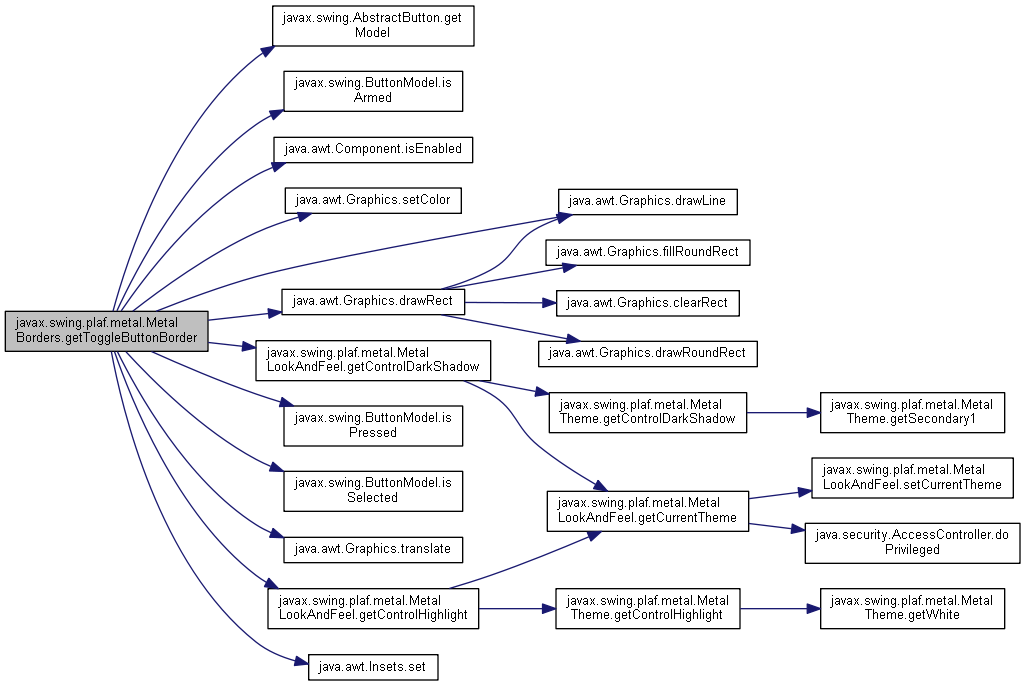 javax.swing.AbstractButton.get
Model
javax.swing.ButtonModel.is
Armed
java.awt.Component.isEnabled
java.awt.Graphics.setColor
java.awt.Graphics.drawLine
java.awt.Graphics.fillRoundRect
java.awt.Graphics.drawRect
java.awt.Graphics.clearRect
javax.swing.plaf.metal.Metal
Borders.getToggleButtonBorder
javax.swing.plaf.metal.Metal
LookAndFeel.getControlDarkShadow
java.awt.Graphics.drawRoundRect
javax.swing.plaf.metal.Metal
Theme.getControlDarkShadow
javax.swing.plaf.metal.Metal
Theme.getSecondary1
javax.swing.ButtonModel.is
Pressed
javax.swing.ButtonModel.is
Selected
javax.swing.plaf.metal.Metal
LookAndFeel.setCurrentTheme
javax.swing.plaf.metal.Metal
LookAndFeel.getCurrentTheme
java.security.AccessController.do
Privileged
java.awt.Graphics.translate
javax.swing.plaf.metal.Metal
LookAndFeel.getControlHighlight
javax.swing.plaf.metal.Metal
Theme.getControlHighlight
javax.swing.plaf.metal.Metal
Theme.getWhite
java.awt.Insets.set